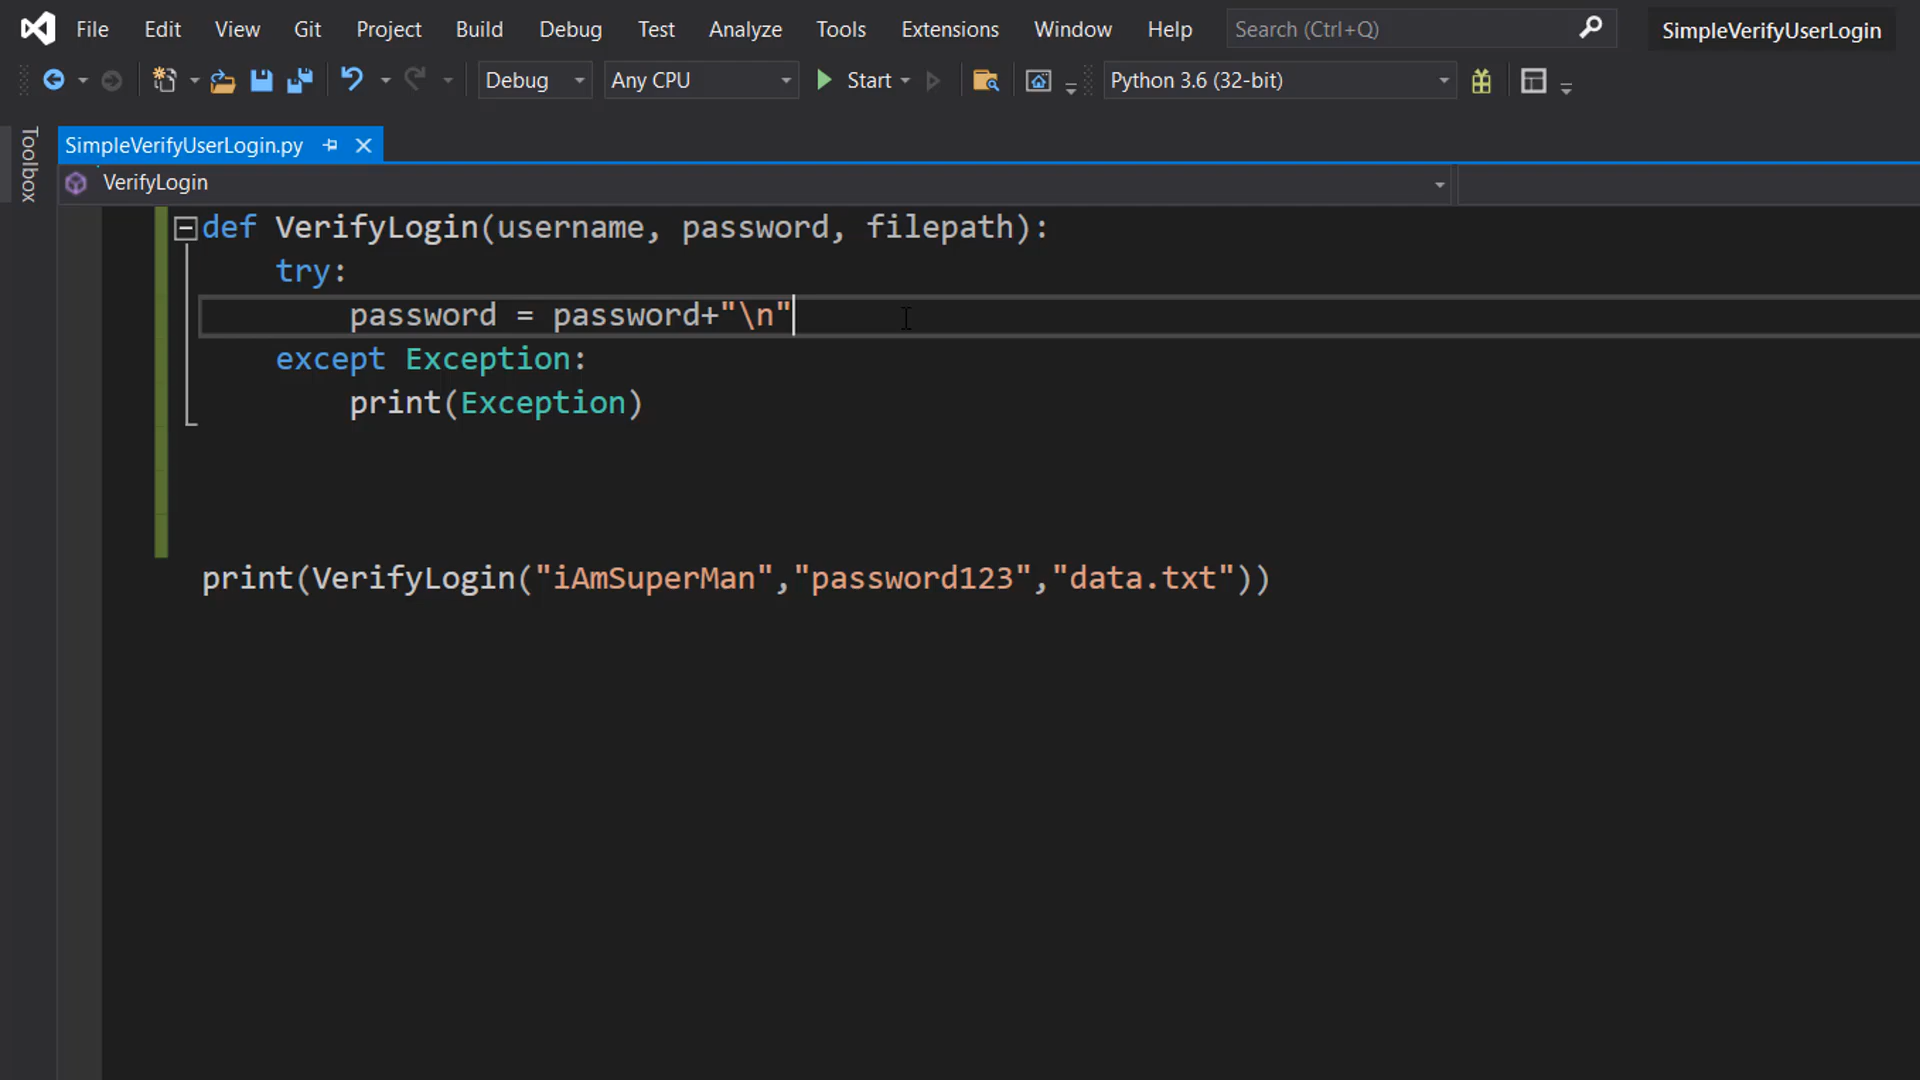 File Edit View Git Project Build Debug Test Analyze Tools Extensions Window Help Search (Ctrl+Q) SimpleVerifyUserLogin
Debug Any CPU Start Python 3.6 (32-bit)
Toolbox
SimpleVerifyUserLogin.py
VerifyLogin
def VerifyLogin(username, password, filepath):
try:
password = password+"\n"
except Exception:
print(Exception)
print(VerifyLogin("iAmSuperMan","password123","data.txt"))